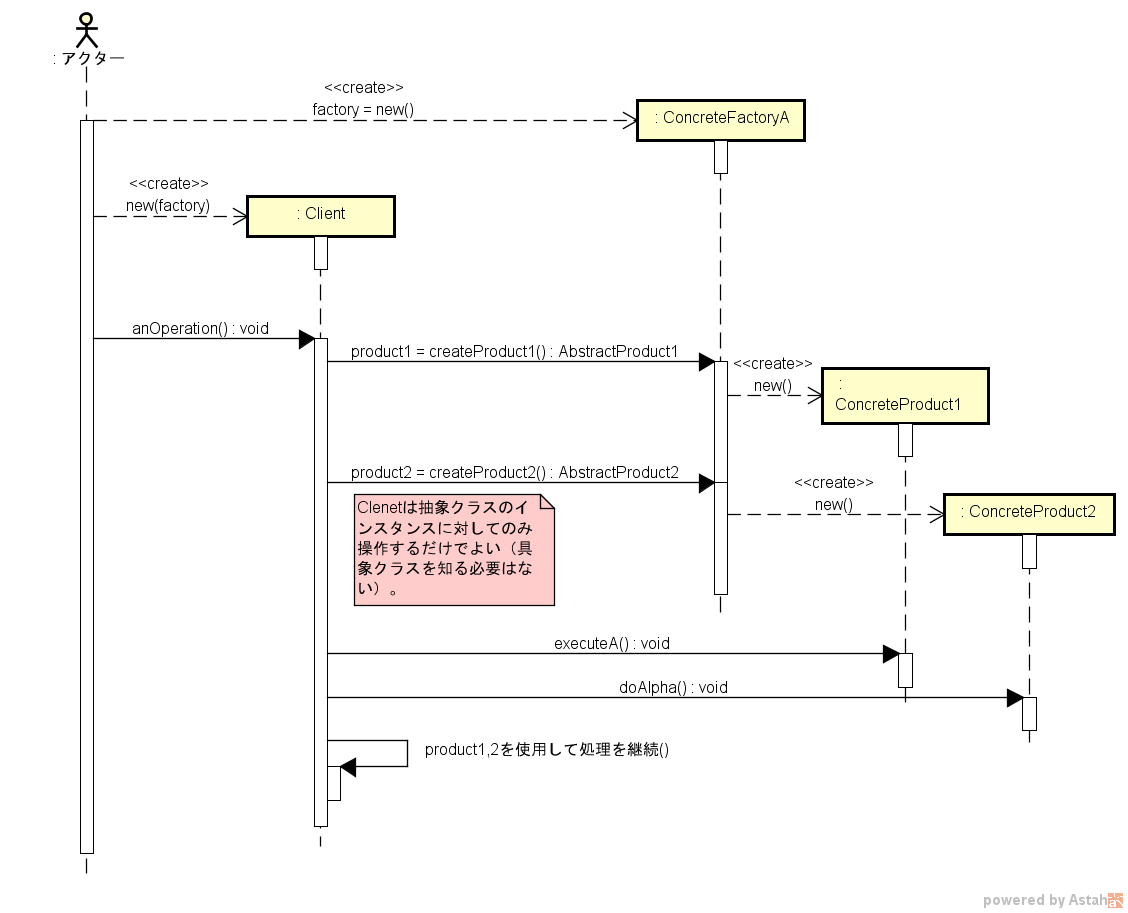 : アクター
<<create>>
factory = new()
: ConcreteFactoryA
<<create>>
new(factory)
: Client
anOperation() : void
product1 = createProduct1() : AbstractProduct1
<<create>>
new()
:
ConcreteProduct1
product2 = createProduct2() : AbstractProduct2
<<create>>
new()
: ConcreteProduct2
Clenetは抽象クラスのイ
ンスタンスに対してのみ
操作するだけでよい（具
象クラスを知る必要はな
い）。
executeA() : void
doAlpha() : void
product1,2を使用して処理を継続()
powered by Astah